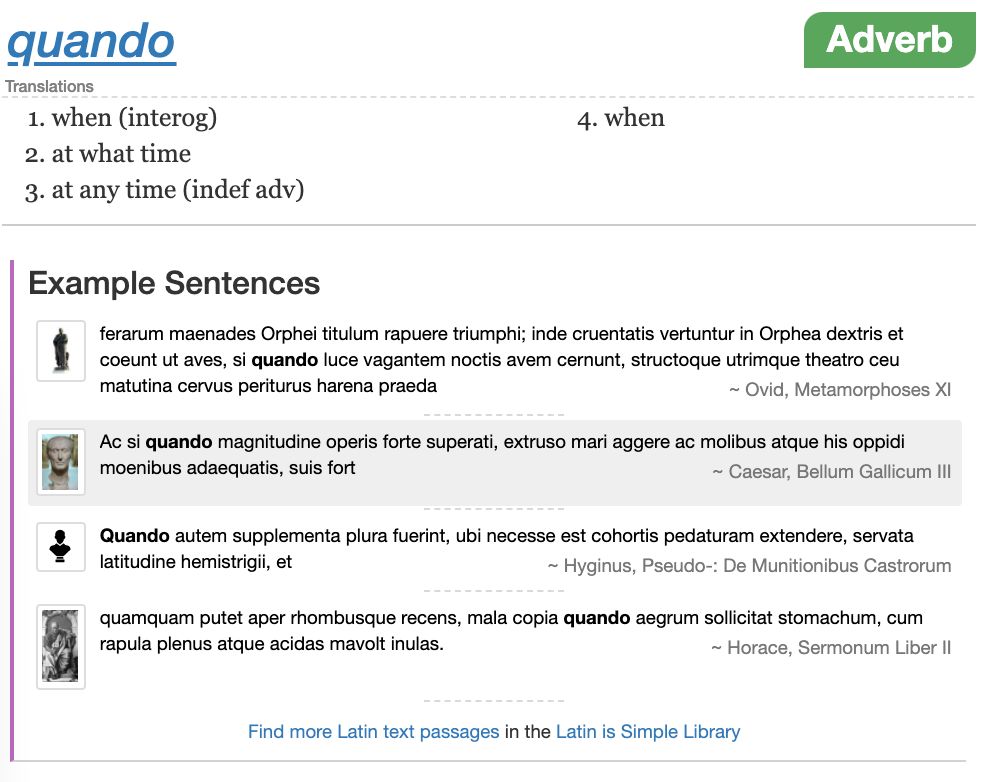 quando
Adverb
Translations
1. when (interog)
2. at what time
3. at any time (indef adv)
4. when
Example Sentences
ferarum maenades Orphei titulum rapuere triumphi; inde cruentatis vertuntur in Orphea dextris et
coeunt ut aves, si quando luce vagantem noctis avem cernunt, structoque utrimque theatro ceu
matutina cervus periturus harena praeda
~ Ovid, Metamorphoses XI
Ac si quando magnitudine operis forte superati, extruso mari aggere ac molibus atque his oppidi
moenibus adaequatis, suis fort
~ Caesar, Bellum Gallicum III
Quando autem supplementa plura fuerint, ubi necesse est cohortis pedaturam extendere, servata
latitudine hemistrigii, et
~ Hyginus, Pseudo-: De Munitionibus Castrorum
quamquam putet aper rhombusque recens, mala copia quando aegrum sollicitat stomachum, cum
rapula plenus atque acidas mavolt inulas.
~ Horace, Sermonum Liber II
Find more Latin text passages in the Latin is Simple Library